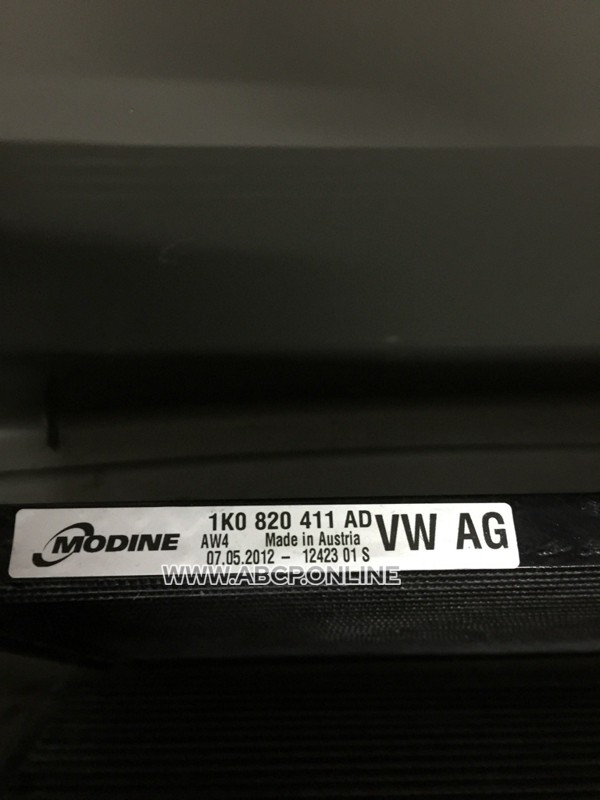 MODINE
1K0 820 411 AD
AW4 Made in Austria
07.05.2012 - 12423 01 S
VW AG
WWW.ABCP.ONLINE